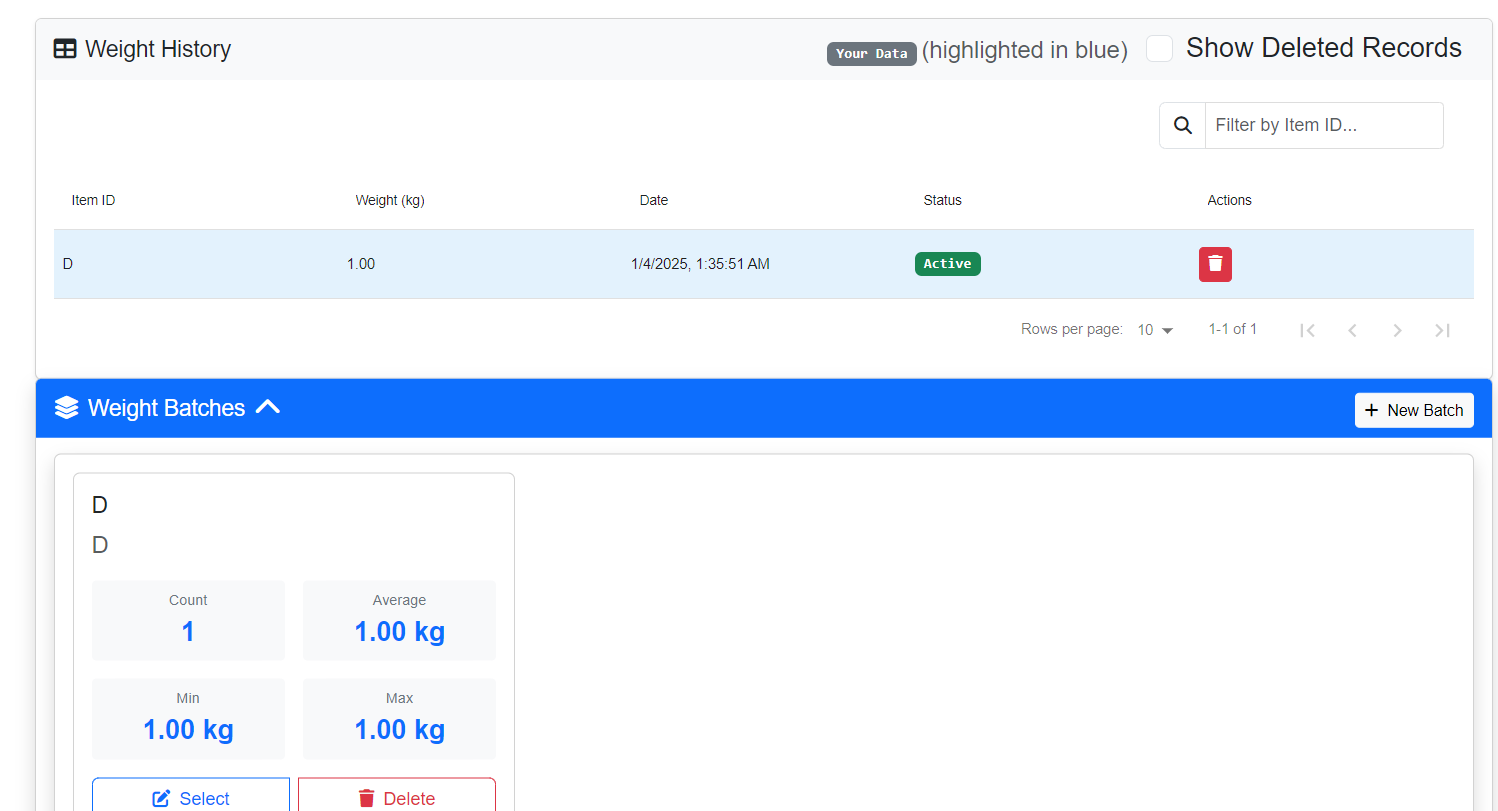 Weight History Your Data (highlighted in blue) Show Deleted Records
Filter by Item ID...
Item ID Weight (kg) Date Status Actions
D 1.00 1/4/2025, 1:35:51 AM Active
Rows per page: 10 1-1 of 1
Weight Batches New Batch
D
D
Count Average
1 1.00 kg
Min Max
1.00 kg 1.00 kg
Select Delete